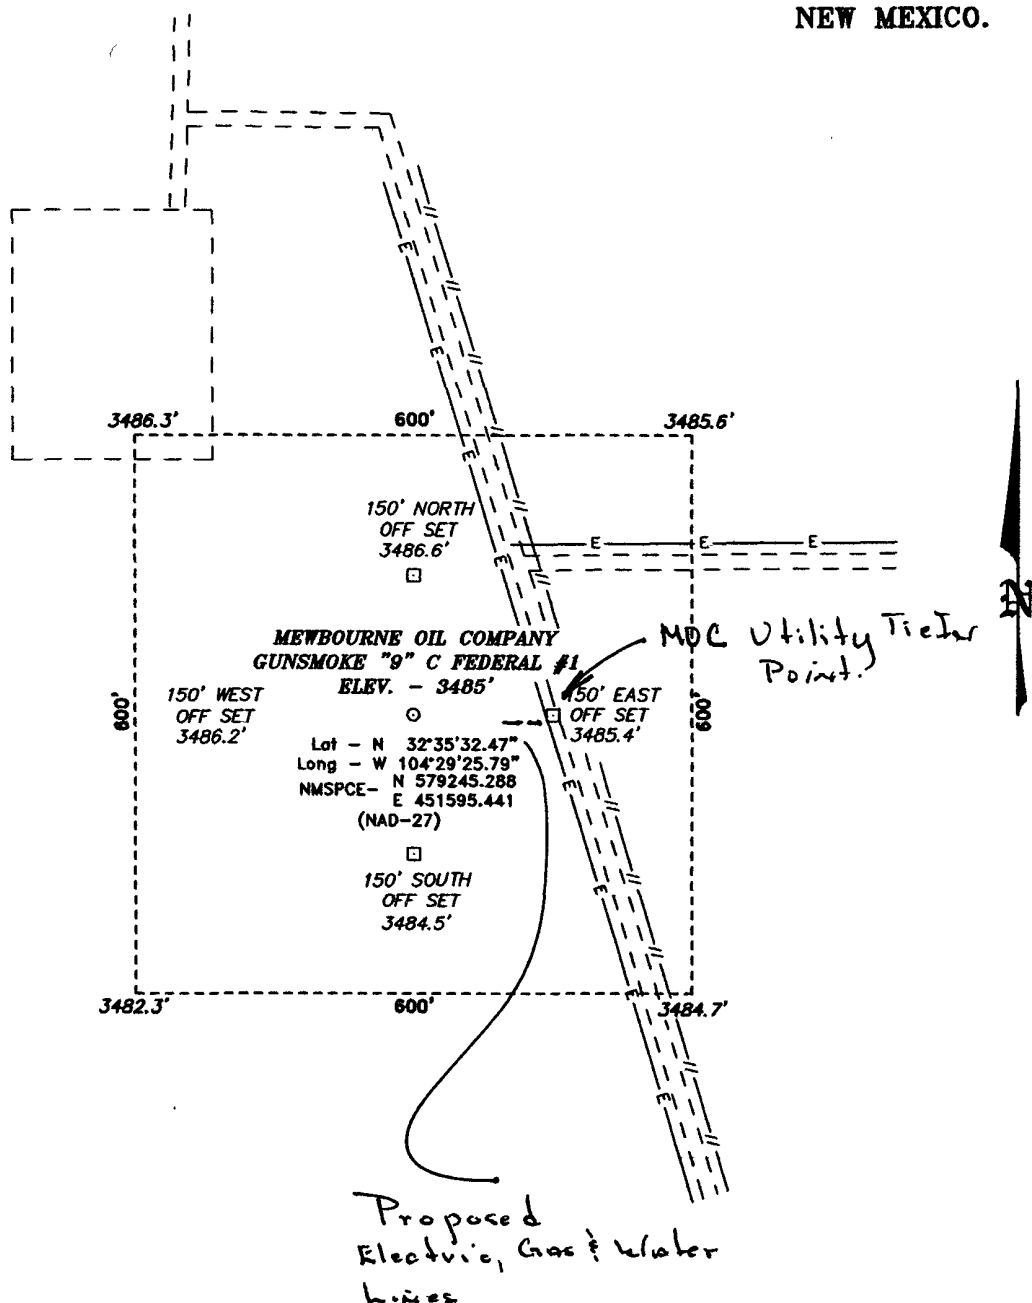 NEW MEXICO.
3486.3'
600'
3485.6'
150' NORTH
OFF SET
3486.6'
E E E
MEWBOURNE OIL COMPANY
GUNSMOKE "9" C FEDERAL #1
ELEV. - 3485'
MOC Utility Tie In
Point.
N
600'
150' WEST
OFF SET
3486.2'
150' EAST
OFF SET
3485.4'
600'
Lat - N 32°35'32.47"
Long - W 104°29'25.79"
NMSPCE- N 579245.288
E 451595.441
(NAD-27)
150' SOUTH
OFF SET
3484.5'
3482.3'
600'
3484.7'
Proposed
Electric, Gas & Water
Lines